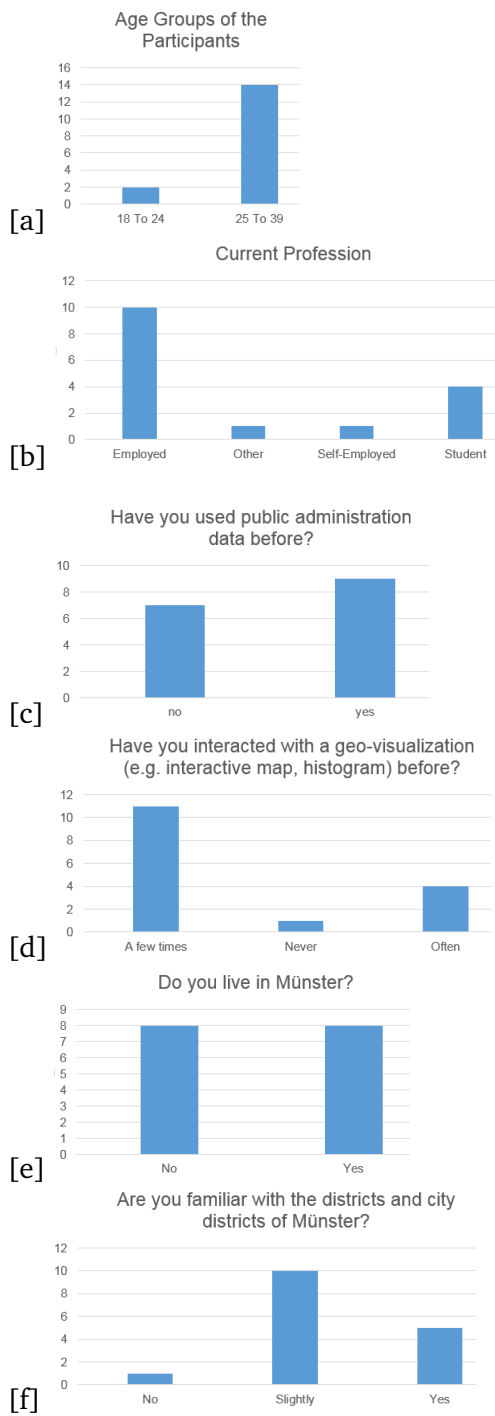 Age Groups of the
Participants
16
14
12
10
8
6
4
2
0
18 To 24 25 To 39
[a]
Current Profession
12
10
8
6
4
2
0
Employed Other Self-Employed Student
[b]
Have you used public administration
data before?
10
8
6
4
2
0
no yes
[c]
Have you interacted with a geo-visualization
(e.g. interactive map, histogram) before?
12
10
8
6
4
2
0
A few times Never Often
[d]
Do you live in Münster?
9
8
7
6
5
4
3
2
1
0
No Yes
[e]
Are you familiar with the districts and city
districts of Münster?
12
10
8
6
4
2
0
No Slightly Yes
[f]